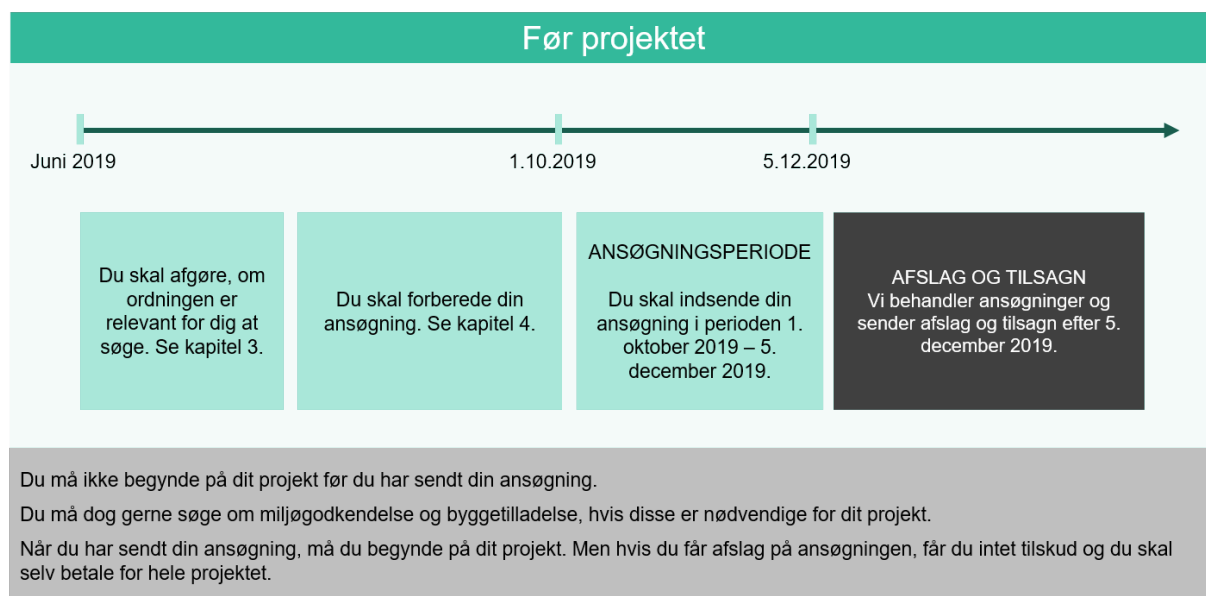 Før projektet
Juni 2019
1.10.2019
5.12.2019
Du skal afgøre, om
ordningen er
relevant for dig at
søge. Se kapitel 3.
Du skal forberede din
ansøgning. Se kapitel 4.
ANSØGNINGSPERIODE
Du skal indsende din
ansøgning i perioden 1.
oktober 2019 – 5.
december 2019.
AFSLAG OG TILSAGN
Vi behandler ansøgninger og
sender afslag og tilsagn efter 5.
december 2019.
Du må ikke begynde på dit projekt før du har sendt din ansøgning.
Du må dog gerne søge om miljøgodkendelse og byggetilladelse, hvis disse er nødvendige for dit projekt.
Når du har sendt din ansøgning, må du begynde på dit projekt. Men hvis du får afslag på ansøgningen, får du intet tilskud og du skal
selv betale for hele projektet.